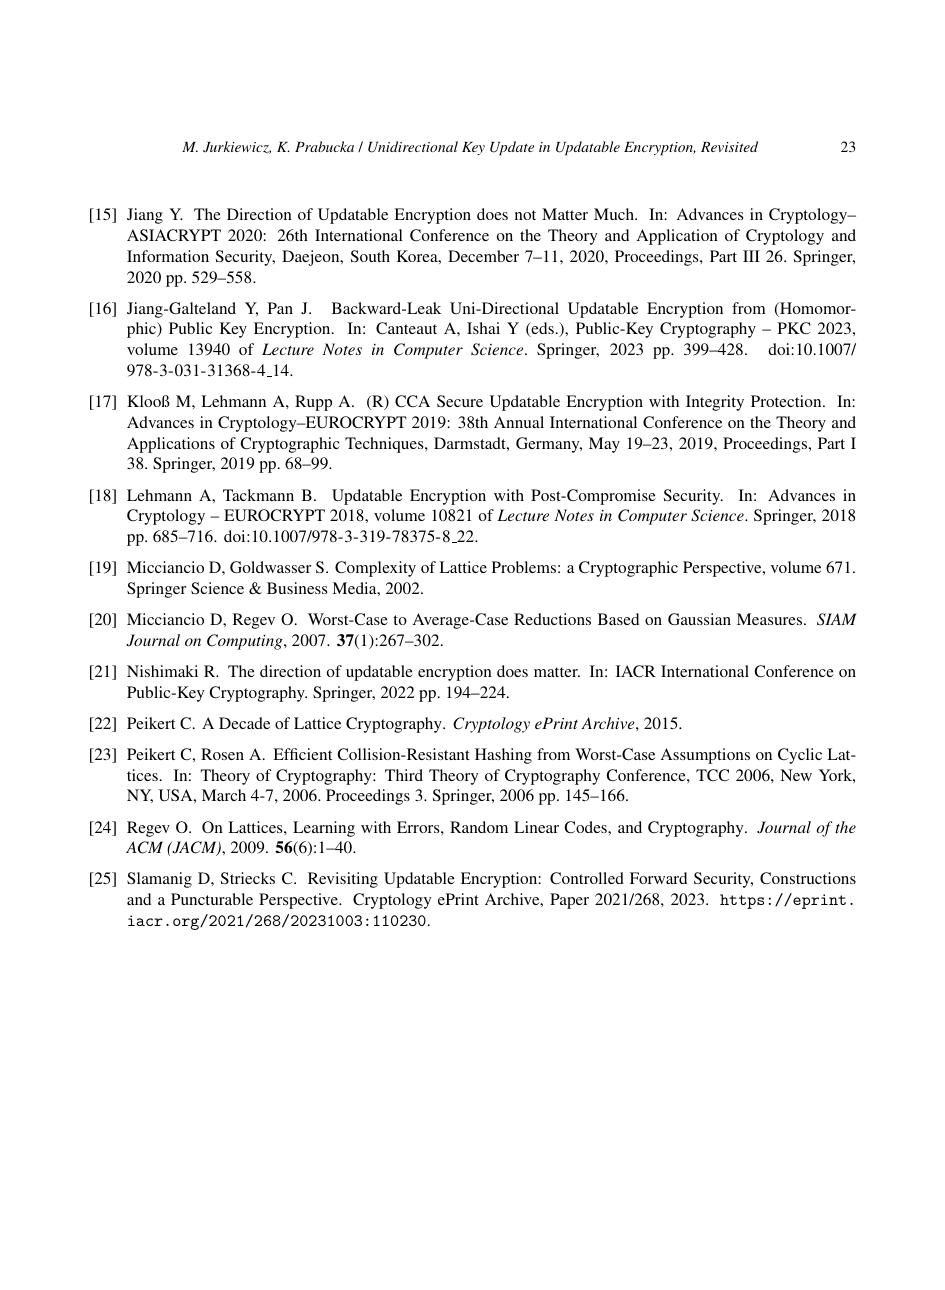 M. Jurkiewicz, K. Prabucka / Unidirectional Key Update in Updatable Encryption, Revisited 23
[15] Jiang Y. The Direction of Updatable Encryption does not Matter Much. In: Advances in Cryptology–
ASIACRYPT 2020: 26th International Conference on the Theory and Application of Cryptology and
Information Security, Daejeon, South Korea, December 7–11, 2020, Proceedings, Part III 26. Springer,
2020 pp. 529–558.
[16] Jiang-Galteland Y, Pan J. Backward-Leak Uni-Directional Updatable Encryption from (Homomor-
phic) Public Key Encryption. In: Canteaut A, Ishai Y (eds.), Public-Key Cryptography – PKC 2023,
volume 13940 of Lecture Notes in Computer Science. Springer, 2023 pp. 399–428. doi:10.1007/
978-3-031-31368-4_14.
[17] Klooß M, Lehmann A, Rupp A. (R) CCA Secure Updatable Encryption with Integrity Protection. In:
Advances in Cryptology–EUROCRYPT 2019: 38th Annual International Conference on the Theory and
Applications of Cryptographic Techniques, Darmstadt, Germany, May 19–23, 2019, Proceedings, Part I
38. Springer, 2019 pp. 68–99.
[18] Lehmann A, Tackmann B. Updatable Encryption with Post-Compromise Security. In: Advances in
Cryptology – EUROCRYPT 2018, volume 10821 of Lecture Notes in Computer Science. Springer, 2018
pp. 685–716. doi:10.1007/978-3-319-78375-8_22.
[19] Micciancio D, Goldwasser S. Complexity of Lattice Problems: a Cryptographic Perspective, volume 671.
Springer Science & Business Media, 2002.
[20] Micciancio D, Regev O. Worst-Case to Average-Case Reductions Based on Gaussian Measures. SIAM
Journal on Computing, 2007. 37(1):267–302.
[21] Nishimaki R. The direction of updatable encryption does matter. In: IACR International Conference on
Public-Key Cryptography. Springer, 2022 pp. 194–224.
[22] Peikert C. A Decade of Lattice Cryptography. Cryptology ePrint Archive, 2015.
[23] Peikert C, Rosen A. Efficient Collision-Resistant Hashing from Worst-Case Assumptions on Cyclic Lat-
tices. In: Theory of Cryptography: Third Theory of Cryptography Conference, TCC 2006, New York,
NY, USA, March 4-7, 2006. Proceedings 3. Springer, 2006 pp. 145–166.
[24] Regev O. On Lattices, Learning with Errors, Random Linear Codes, and Cryptography. Journal of the
ACM (JACM), 2009. 56(6):1–40.
[25] Slamanig D, Striecks C. Revisiting Updatable Encryption: Controlled Forward Security, Constructions
and a Puncturable Perspective. Cryptology ePrint Archive, Paper 2021/268, 2023. https://eprint.
iacr.org/2021/268/20231003:110230.